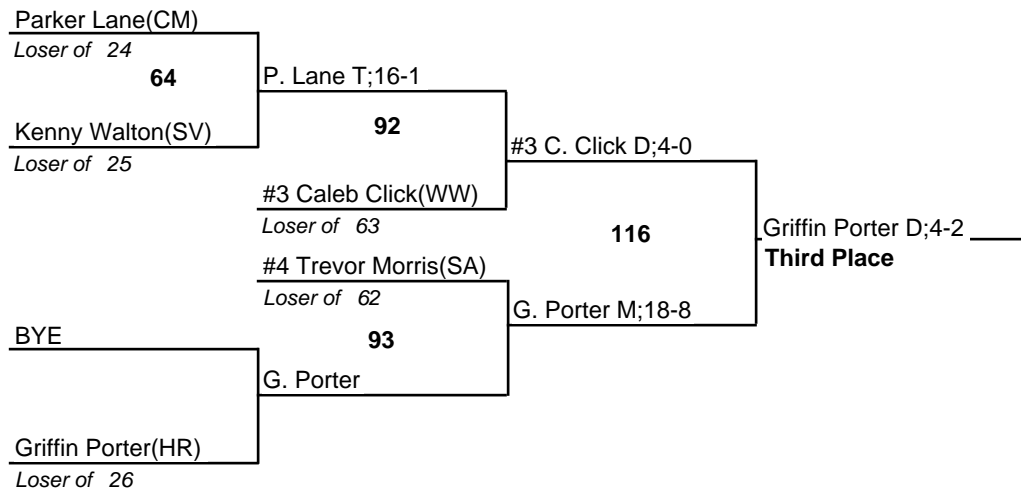 Parker Lane(CM)
Loser of 24
64
P. Lane T;16-1
Kenny Walton(SV)
Loser of 25
92
#3 C. Click D;4-0
#3 Caleb Click(WW)
Loser of 63
116
Griffin Porter D;4-2
Third Place
#4 Trevor Morris(SA)
Loser of 62
G. Porter M;18-8
BYE
93
G. Porter
Griffin Porter(HR)
Loser of 26